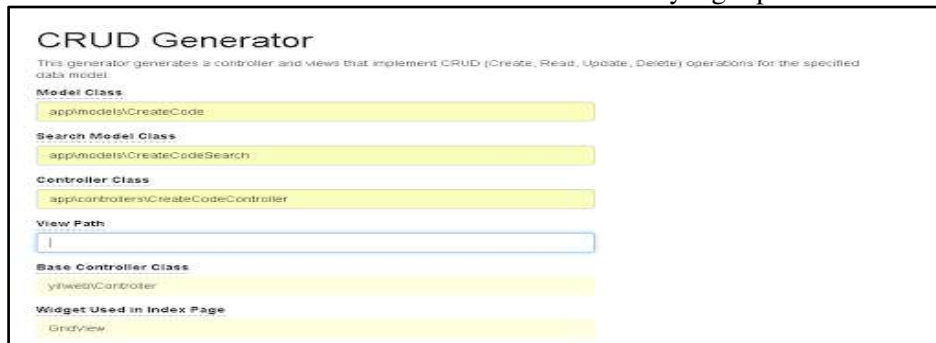 CRUD Generator
This generator generates a controller and views that implement CRUD (Create, Read, Update, Delete) operations for the specified
data model.
Model Class
app\models\CreateCode
Search Model Class
app\models\CreateCodeSearch
Controller Class
app\controllers\CreateCodeController
View Path
Base Controller Class
yii\web\Controller
Widget Used in Index Page
GridView